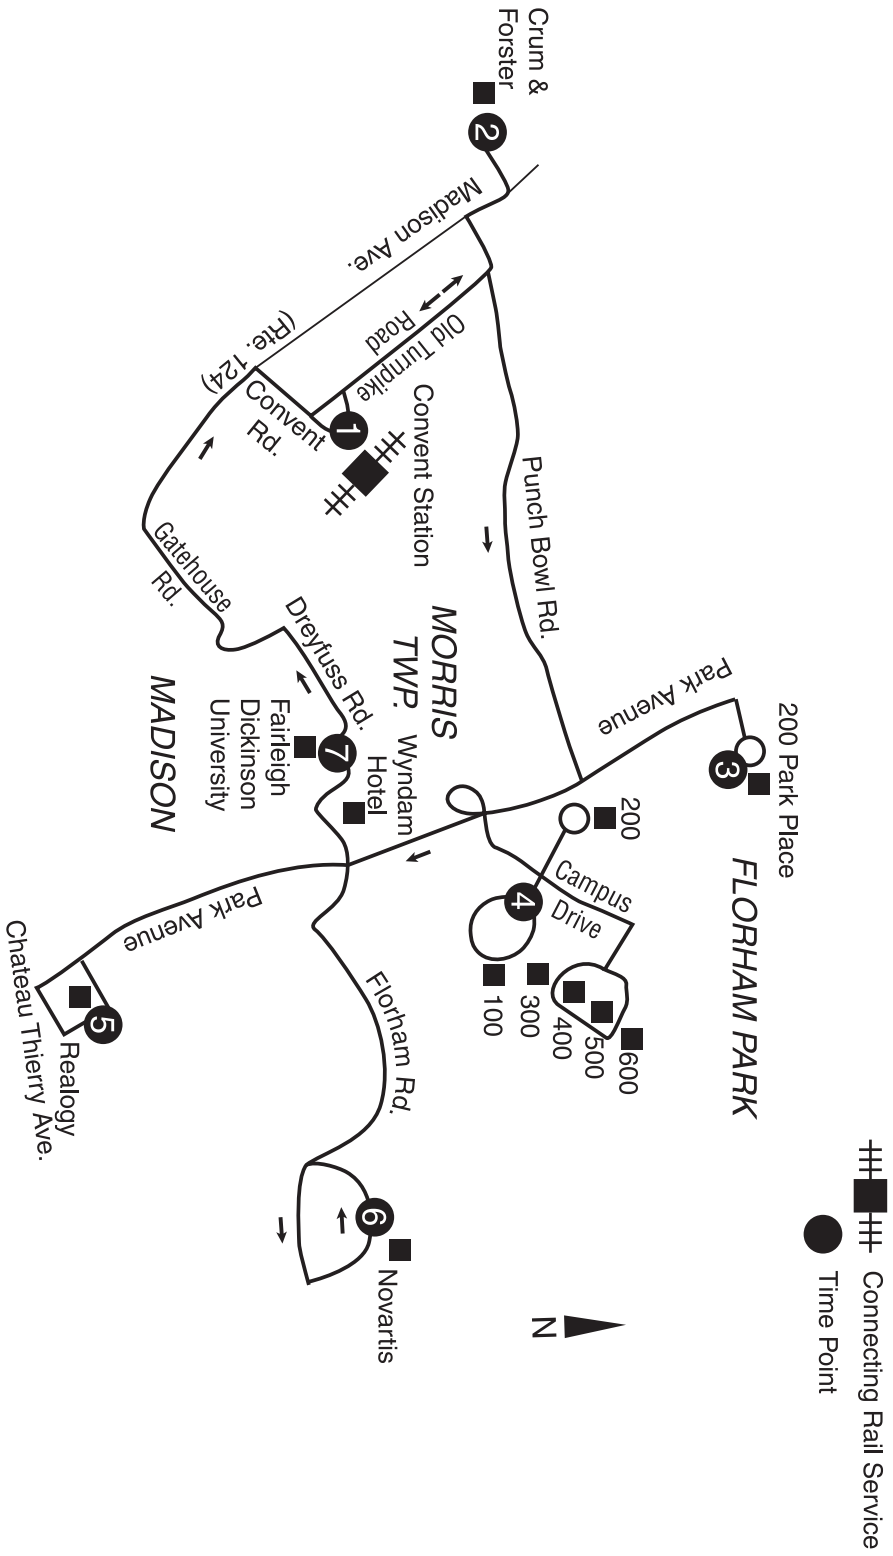 Crum &
Forster
2
Madison Ave.
(Rte. 124)
Old Turnpike
Road
Convent
Rd.
1
Convent Station
Punch Bowl Rd.
Gatehouse
Rd.
Dreyfuss Rd.
MORRIS
TWP.
MADISON
Fairleigh
Dickinson
University
7
Wyndam
Hotel
Park Avenue
3
200 Park Place
200
Campus
Drive
4
100
300
400
500
600
FLORHAM PARK
Park Avenue
Chateau Thierry Ave.
Realogy
5
Florham Rd.
6
Novartis
N
Connecting Rail Service
Time Point